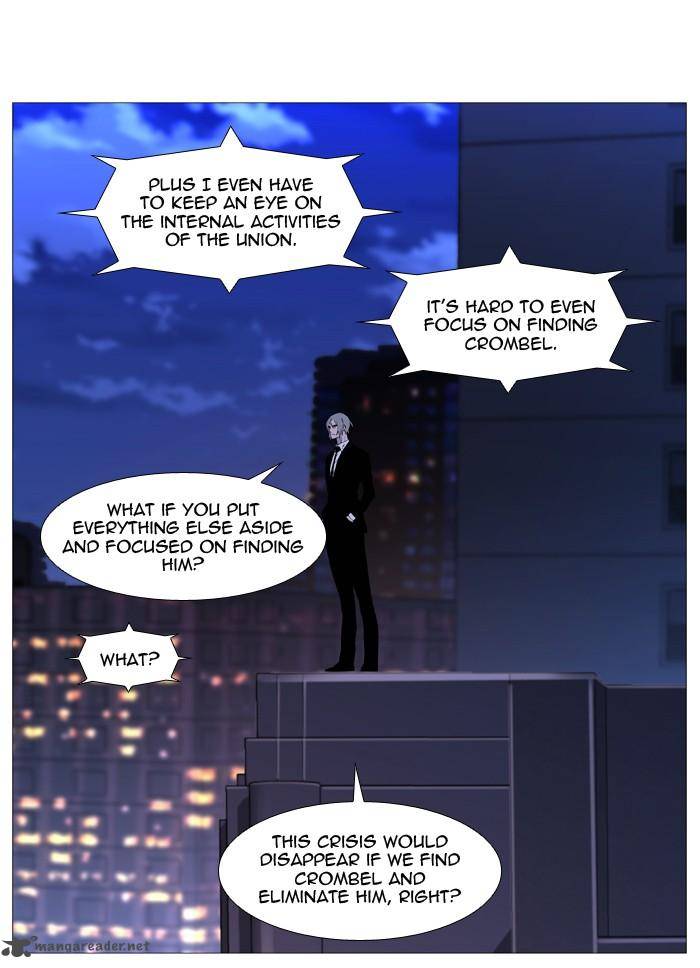 PLUS I EVEN HAVE
TO KEEP AN EYE ON
THE INTERNAL ACTIVITIES
OF THE UNION.
IT'S HARD TO EVEN
FOCUS ON FINDING
CROMBEL.
WHAT IF YOU PUT
EVERYTHING ELSE ASIDE
AND FOCUSED ON FINDING
HIM?
WHAT?
THIS CRISIS WOULD
DISAPPEAR IF WE FIND
CROMBEL AND
ELIMINATE HIM, RIGHT?
mangareader.net